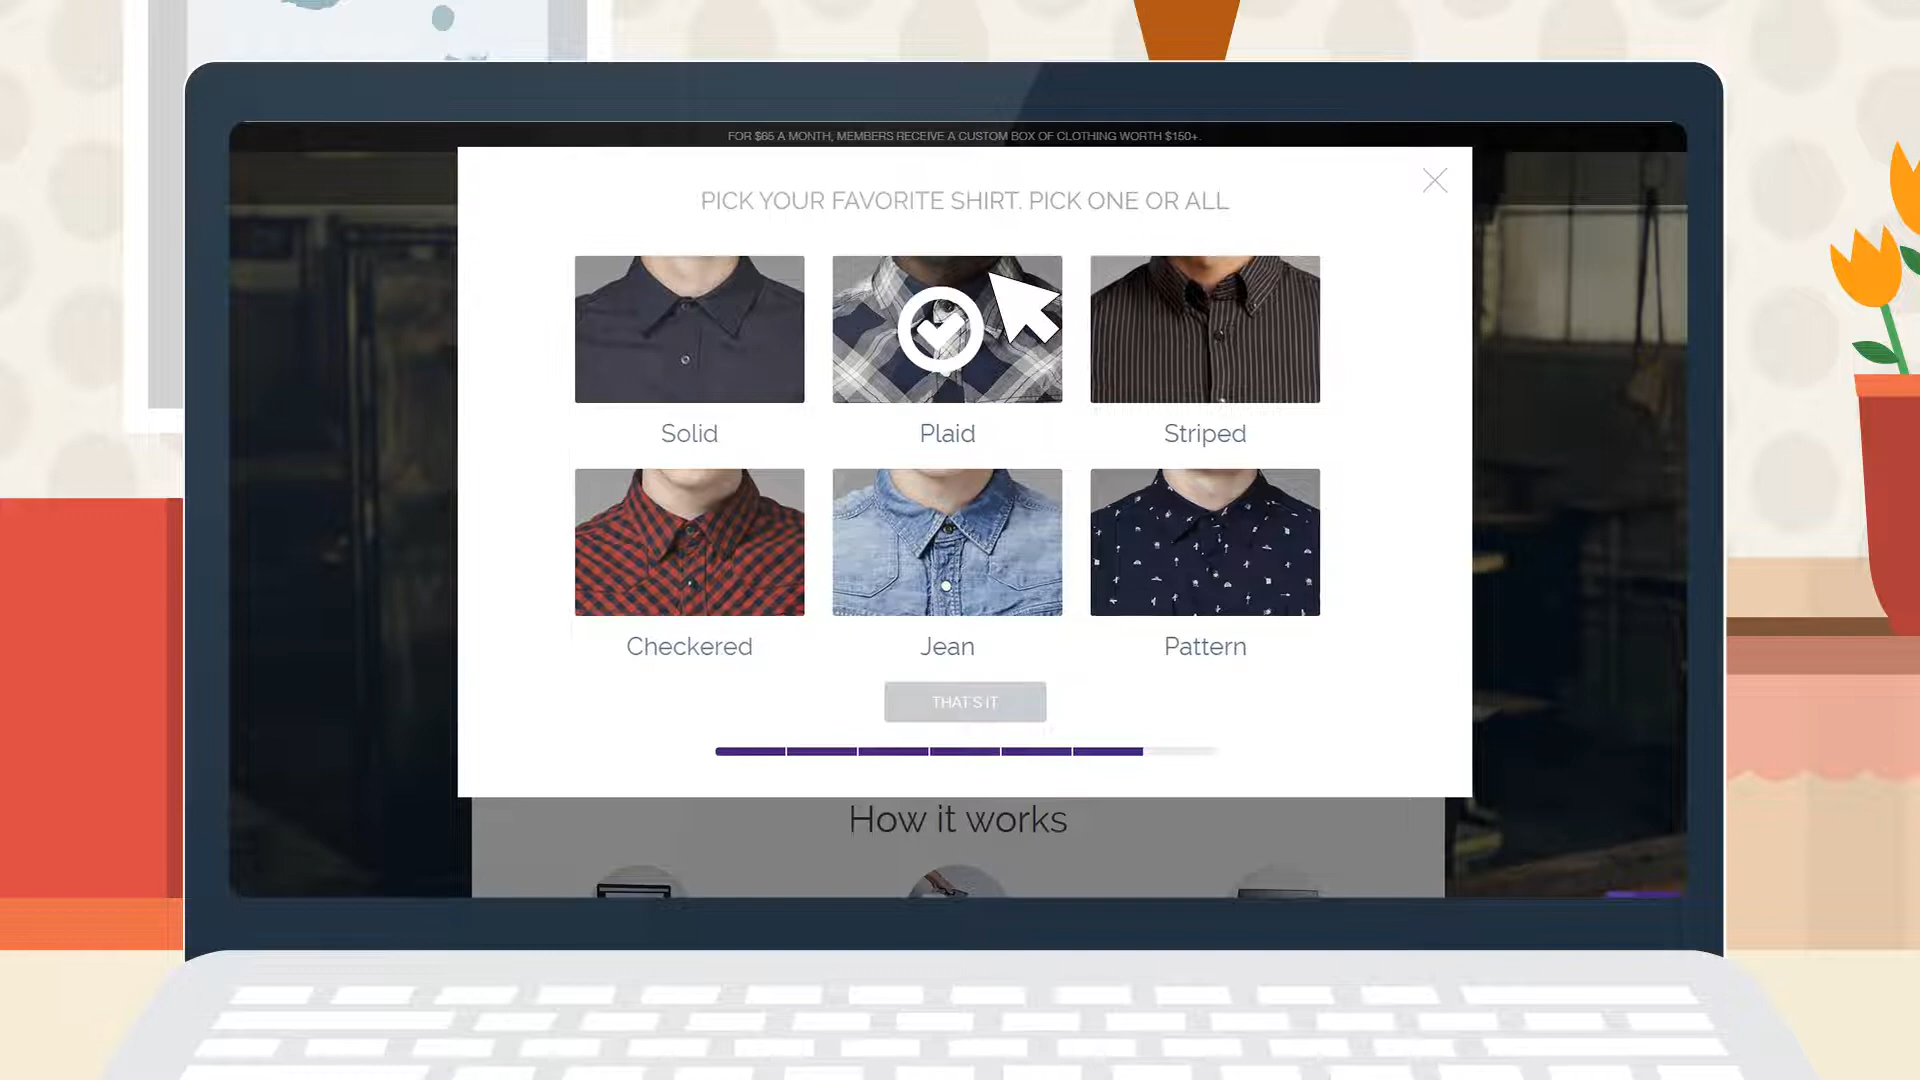 FOR $65 A MONTH, MEMBERS RECEIVE A CUSTOM BOX OF CLOTHING WORTH $150+.
PICK YOUR FAVORITE SHIRT. PICK ONE OR ALL
Solid
Plaid
Striped
Checkered
Jean
Pattern
THAT'S IT
How it works